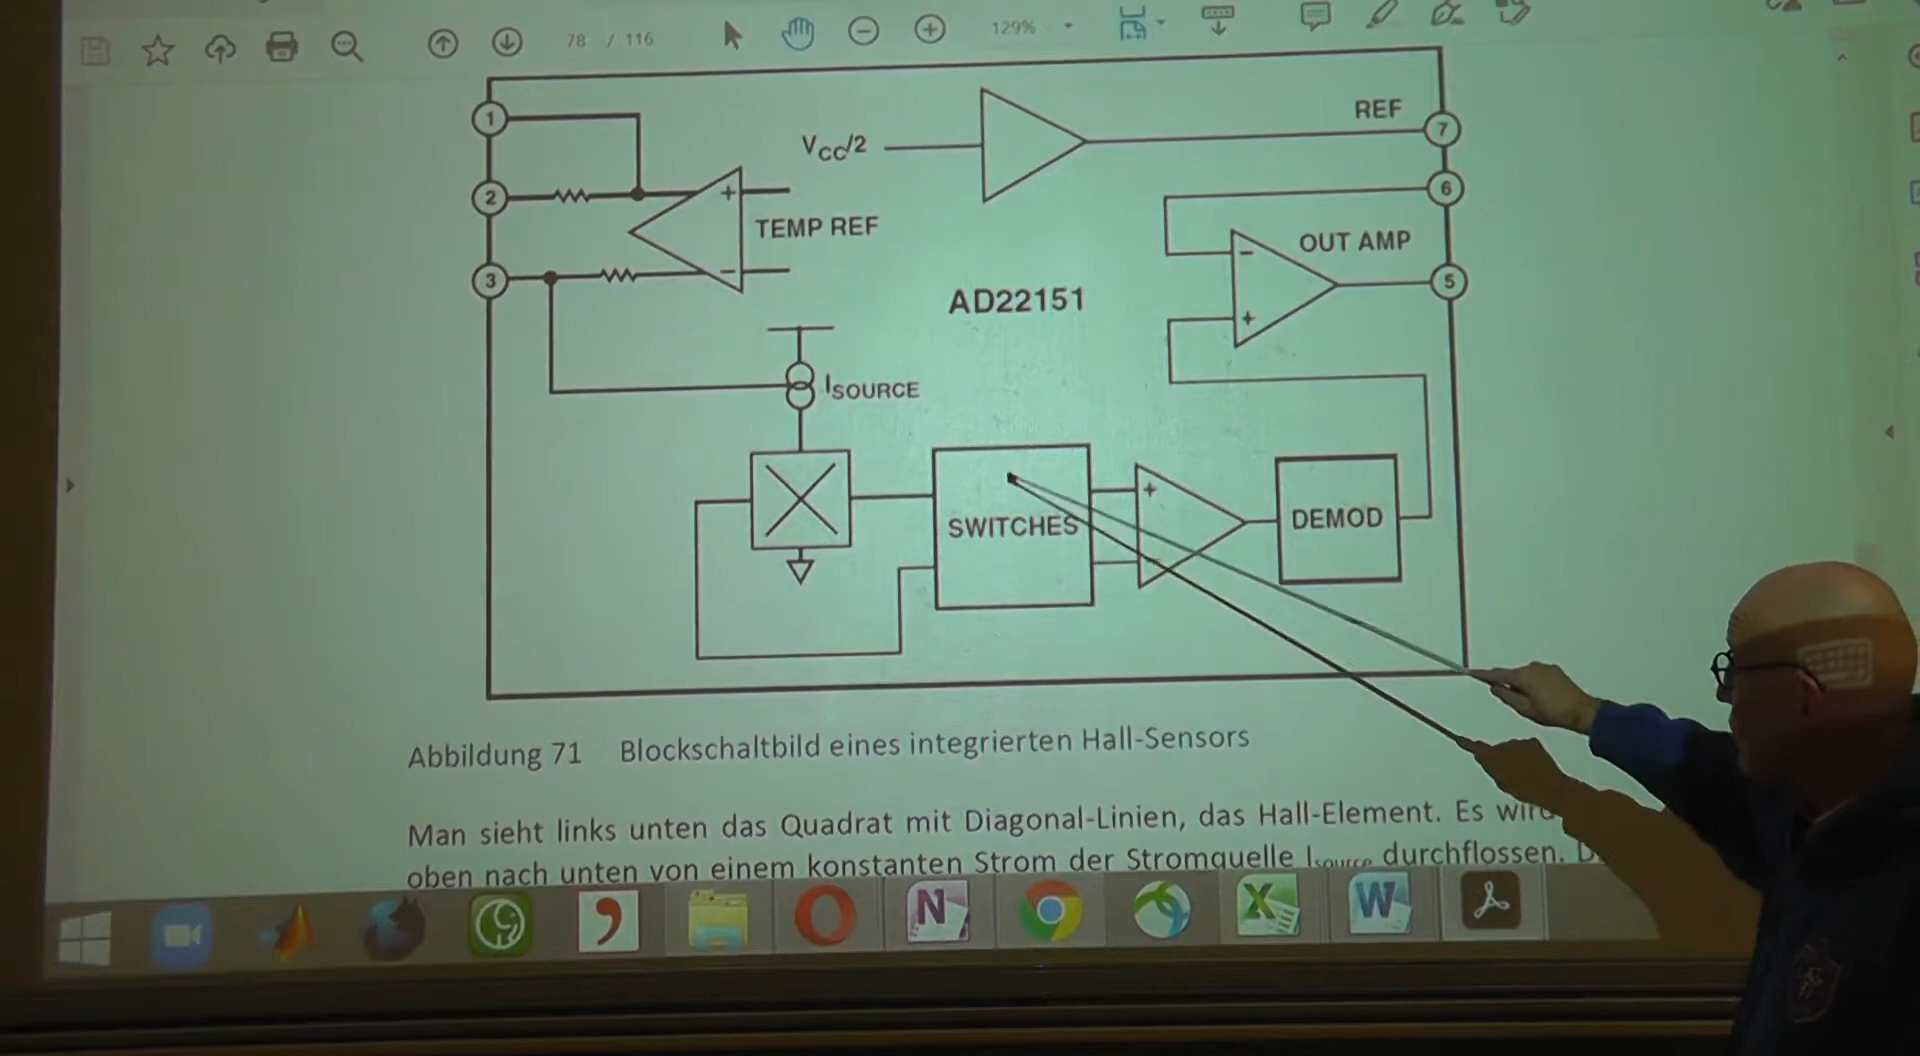 78 / 116
129%
1
2
3
VCC/2
REF
7
6
5
+
TEMP REF
−
−
OUT AMP
+
AD22151
ISOURCE
SWITCHES
+
−
DEMOD
Abbildung 71 Blockschaltbild eines integrierten Hall-Sensors
Man sieht links unten das Quadrat mit Diagonal-Linien, das Hall-Element. Es wird
oben nach unten von einem konstanten Strom der Stromquelle Isource durchflossen.
N
X
W